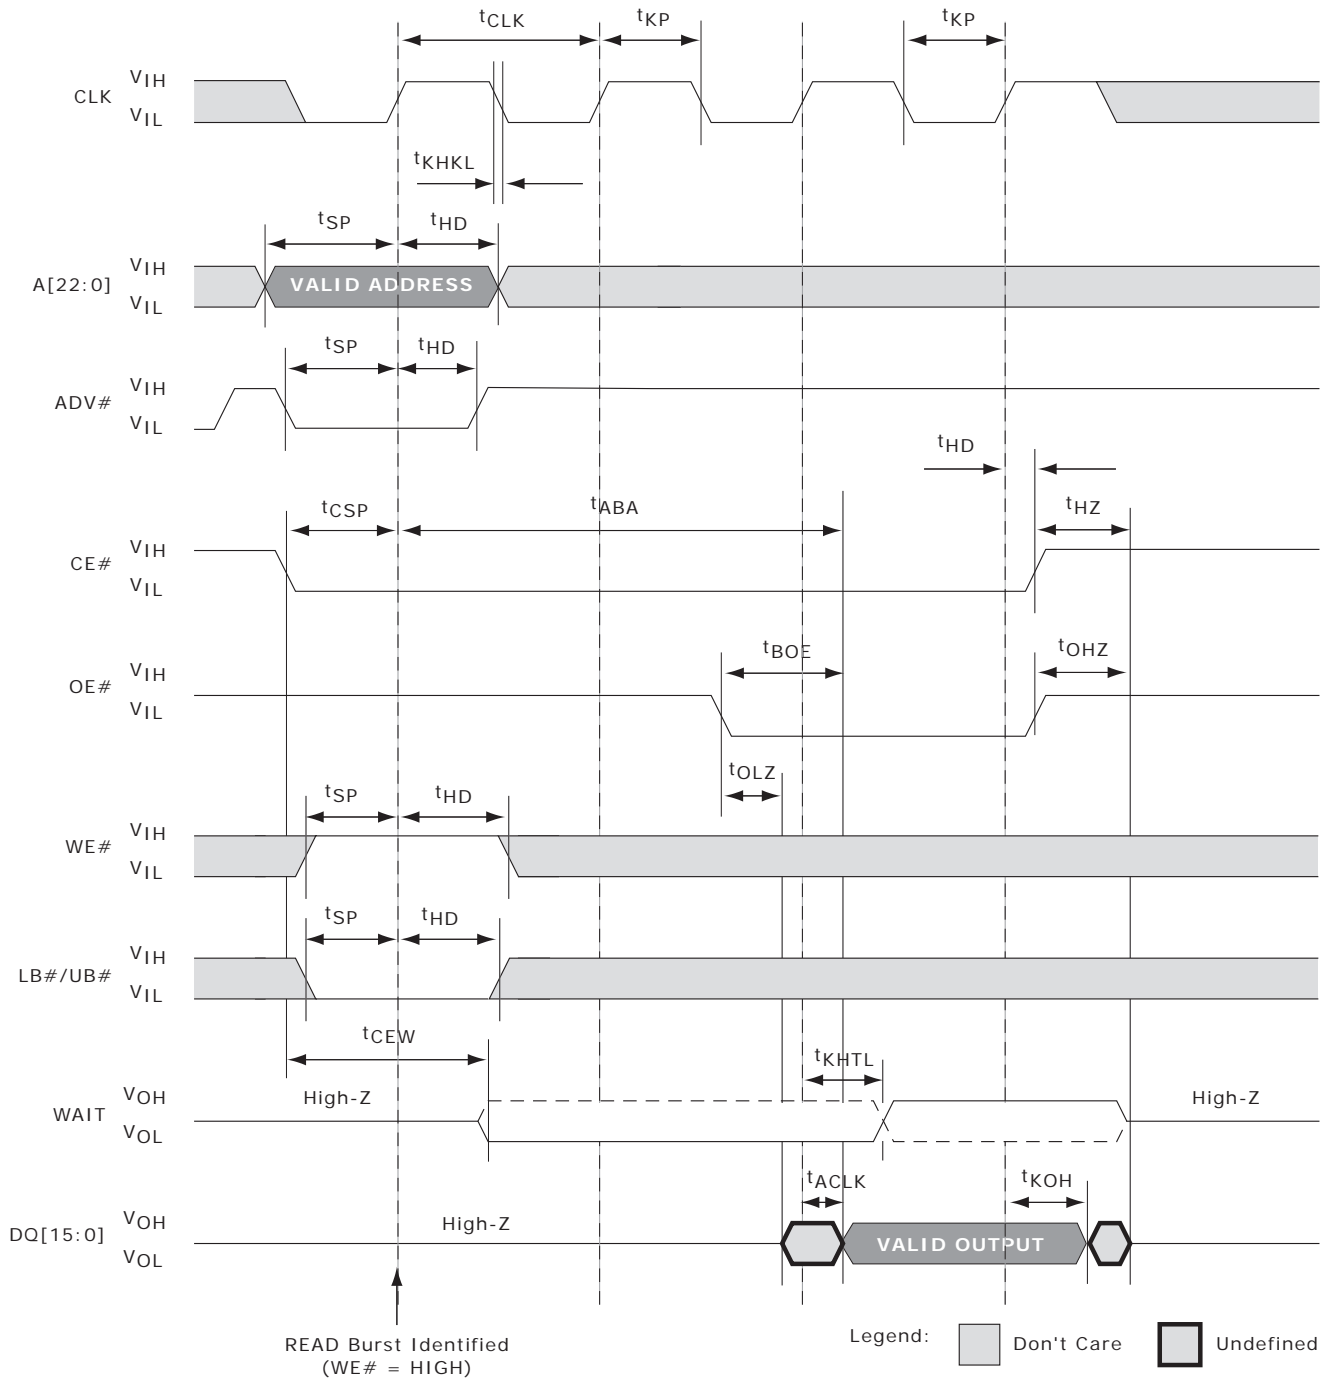 tCLK
tKP
tKP
CLK
VIH
VIL
tKHKL
tSP
tHD
A[22:0]
VIH
VIL
VALID ADDRESS
tSP
tHD
ADV#
VIH
VIL
tHD
tCSP
tABA
tHZ
CE#
VIH
VIL
tBOE
tOHZ
OE#
VIH
VIL
tOLZ
tSP
tHD
WE#
VIH
VIL
tSP
tHD
LB#/UB#
VIH
VIL
tCEW
tKHTL
WAIT
VOH
VOL
High-Z
High-Z
tACLK
tKOH
DQ[15:0]
VOH
VOL
High-Z
VALID OUTPUT
READ Burst Identified
(WE# = HIGH)
Legend:
Don't Care
Undefined